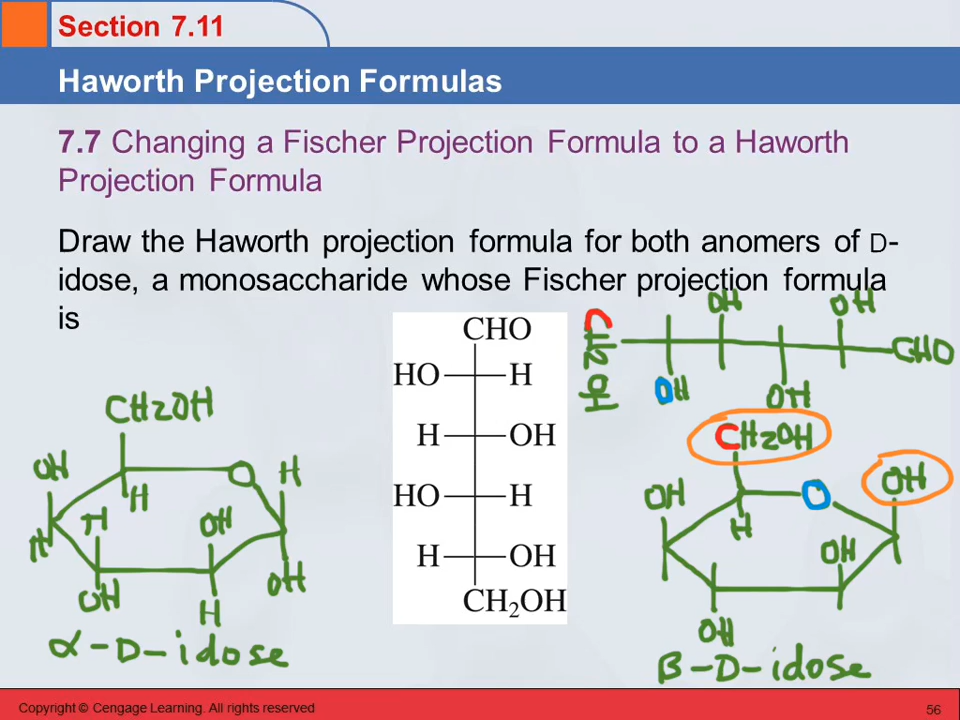 Section 7.11
Haworth Projection Formulas
7.7 Changing a Fischer Projection Formula to a Haworth
Projection Formula
Draw the Haworth projection formula for both anomers of D-
idose, a monosaccharide whose Fischer projection formula
is
OH OH
CH2OH CHO
OH OH
CHO
HO H
H OH
HO H
H OH
CH2OH
CH2OH
OH O H
H
H H OH
OH H OH
α-D-idose
CH2OH
OH O OH
H
OH
OH
β-D-idose
Copyright © Cengage Learning. All rights reserved
56